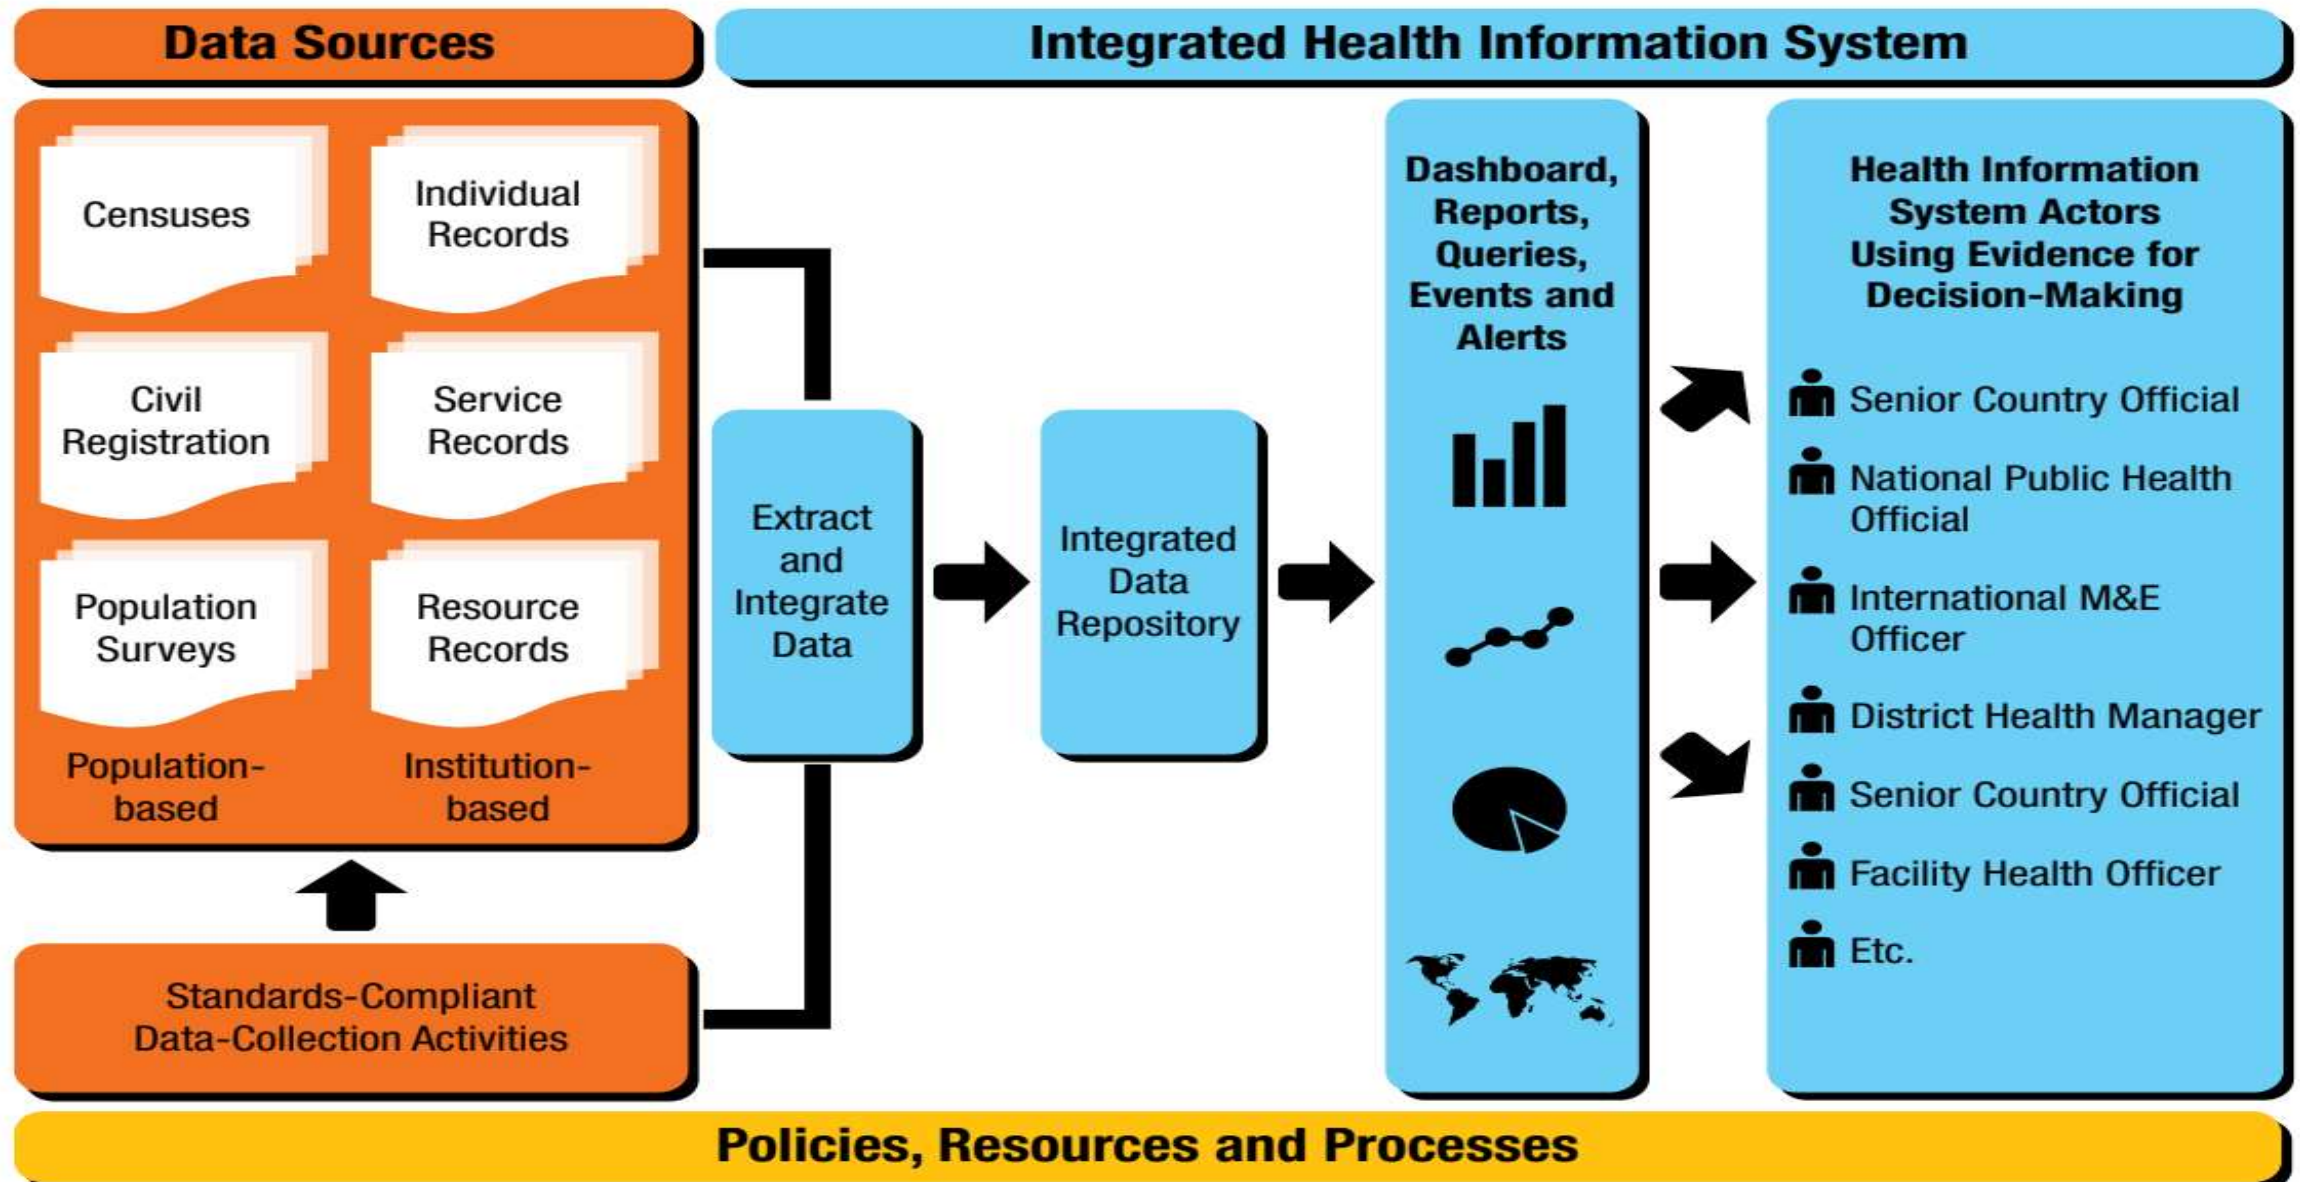 Data Sources
Integrated Health Information System
Censuses
Individual
Records
Civil
Registration
Service
Records
Population
Surveys
Resource
Records
Population-
based
Institution-
based
Standards-Compliant
Data-Collection Activities
Extract
and
Integrate
Data
Integrated
Data
Repository
Dashboard,
Reports,
Queries,
Events and
Alerts
Health Information
System Actors
Using Evidence for
Decision-Making
Senior Country Official
National Public Health
Official
International M&E
Officer
District Health Manager
Senior Country Official
Facility Health Officer
Etc.
Policies, Resources and Processes